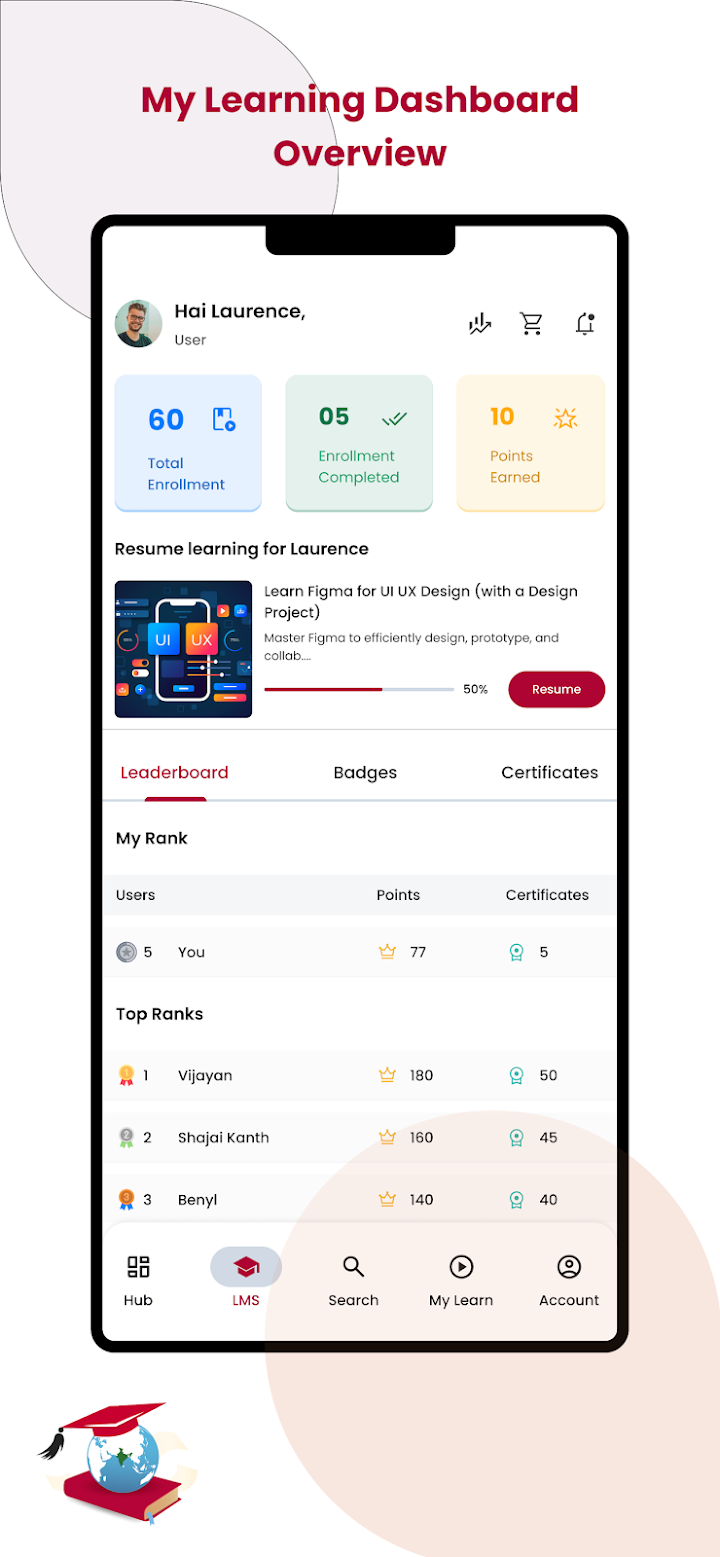 My Learning Dashboard
Overview
Hai Laurence,
User
60
Total
Enrollment
05
Enrollment
Completed
10
Points
Earned
Resume learning for Laurence
UI UX
Learn Figma for UI UX Design (with a Design
Project)
Master Figma to efficiently design, prototype, and
collab....
50% Resume
Leaderboard Badges Certificates
My Rank
Users Points Certificates
5 You 77 5
Top Ranks
1 1 Vijayan 180 50
2 2 Shajai Kanth 160 45
3 3 Benyl 140 40
Hub LMS Search My Learn Account